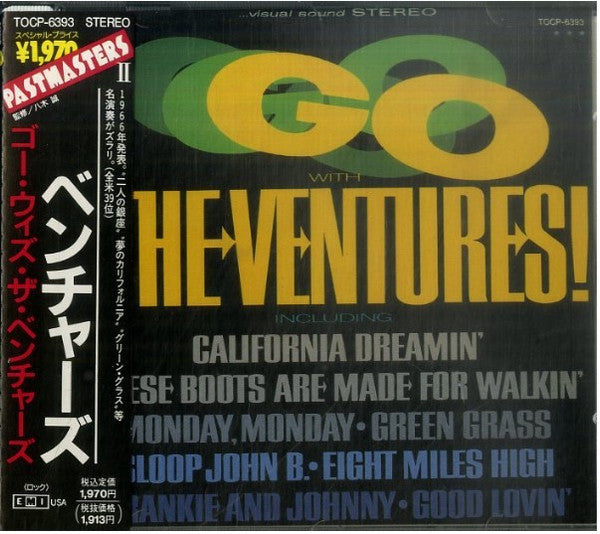 TOCP-6393 STEREO
スペシャル・プライス
¥1,970
PASTMASTERS
II
監修/八木 誠
1966年発表。"二人の銀座""夢のカリフォルニア""グリーン・グラス"等
名演奏がズラリ。(全米39位)
ベンチャーズ
ゴー・ウィズ・ザ・ベンチャーズ
(ロック)
EMI USA
税込定価
1,970円
(税抜価格)
1,913円
...visual sound STEREO
TOCP-6393
GO
WITH
HE VENTURES!
INCLUDING
CALIFORNIA DREAMIN'
ESE BOOTS ARE MADE FOR WALKIN'
MONDAY, MONDAY • GREEN GRASS
SLOOP JOHN B. • EIGHT MILES HIGH
RANKIE AND JOHNNY • GOOD LOVIN'